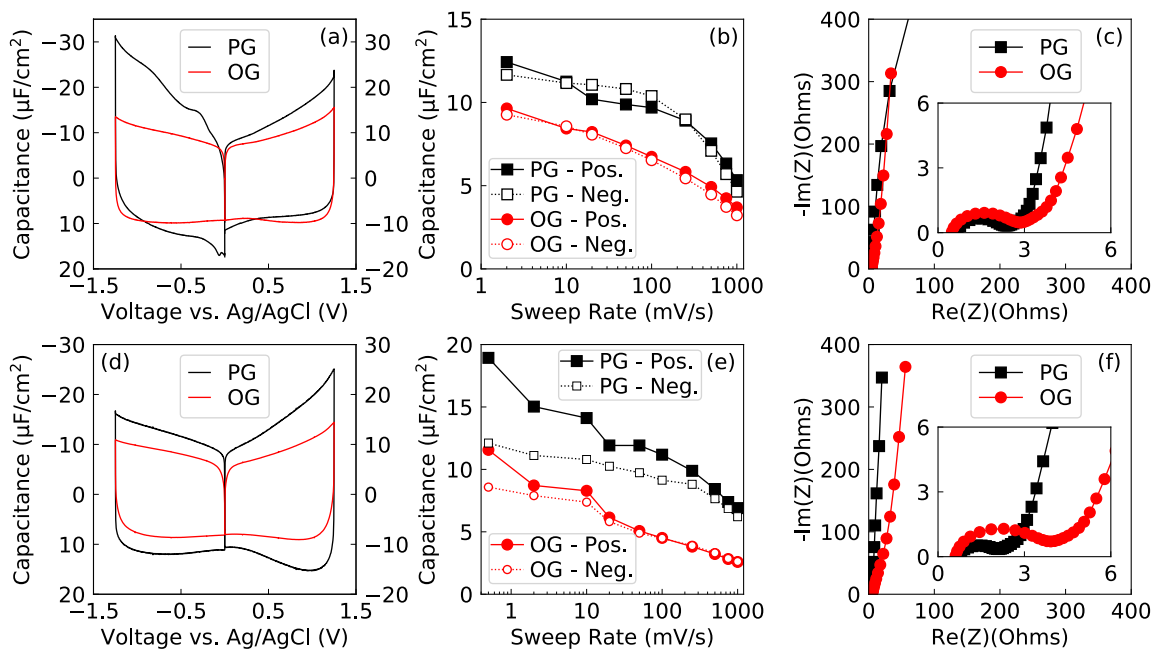 −30
−20
−10
0
10
20
30
20
10
0
−10
−20
−1.5
−0.5
0.5
1.5
Capacitance (μF/cm²)
Voltage vs. Ag/AgCl (V)
PG
OG
(a)
15
10
5
0
1
10
100
1000
Capacitance (μF/cm²)
Sweep Rate (mV/s)
PG - Pos.
PG - Neg.
OG - Pos.
OG - Neg.
(b)
400
300
200
100
0
0
100
200
300
400
-Im(Z)(Ohms)
Re(Z)(Ohms)
PG
OG
(c)
6
3
0
0
3
6
−30
−20
−10
0
10
20
30
20
10
0
−10
−20
−1.5
−0.5
0.5
1.5
Capacitance (μF/cm²)
Voltage vs. Ag/AgCl (V)
PG
OG
(d)
20
15
10
5
0
1
10
100
1000
Capacitance (μF/cm²)
Sweep Rate (mV/s)
PG - Pos.
PG - Neg.
OG - Pos.
OG - Neg.
(e)
400
300
200
100
0
0
100
200
300
400
-Im(Z)(Ohms)
Re(Z)(Ohms)
PG
OG
(f)
6
3
0
0
3
6